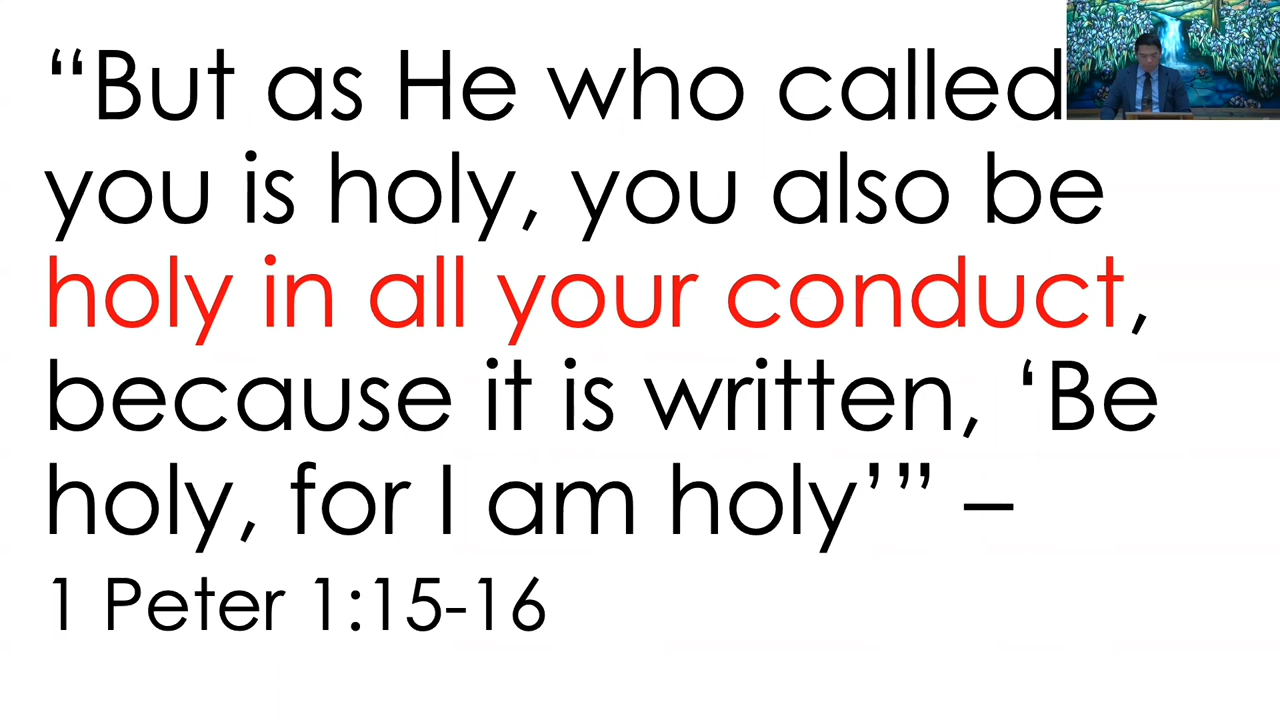 “But as He who called
you is holy, you also be
holy in all your conduct,
because it is written, ‘Be
holy, for I am holy’” –
1 Peter 1:15-16